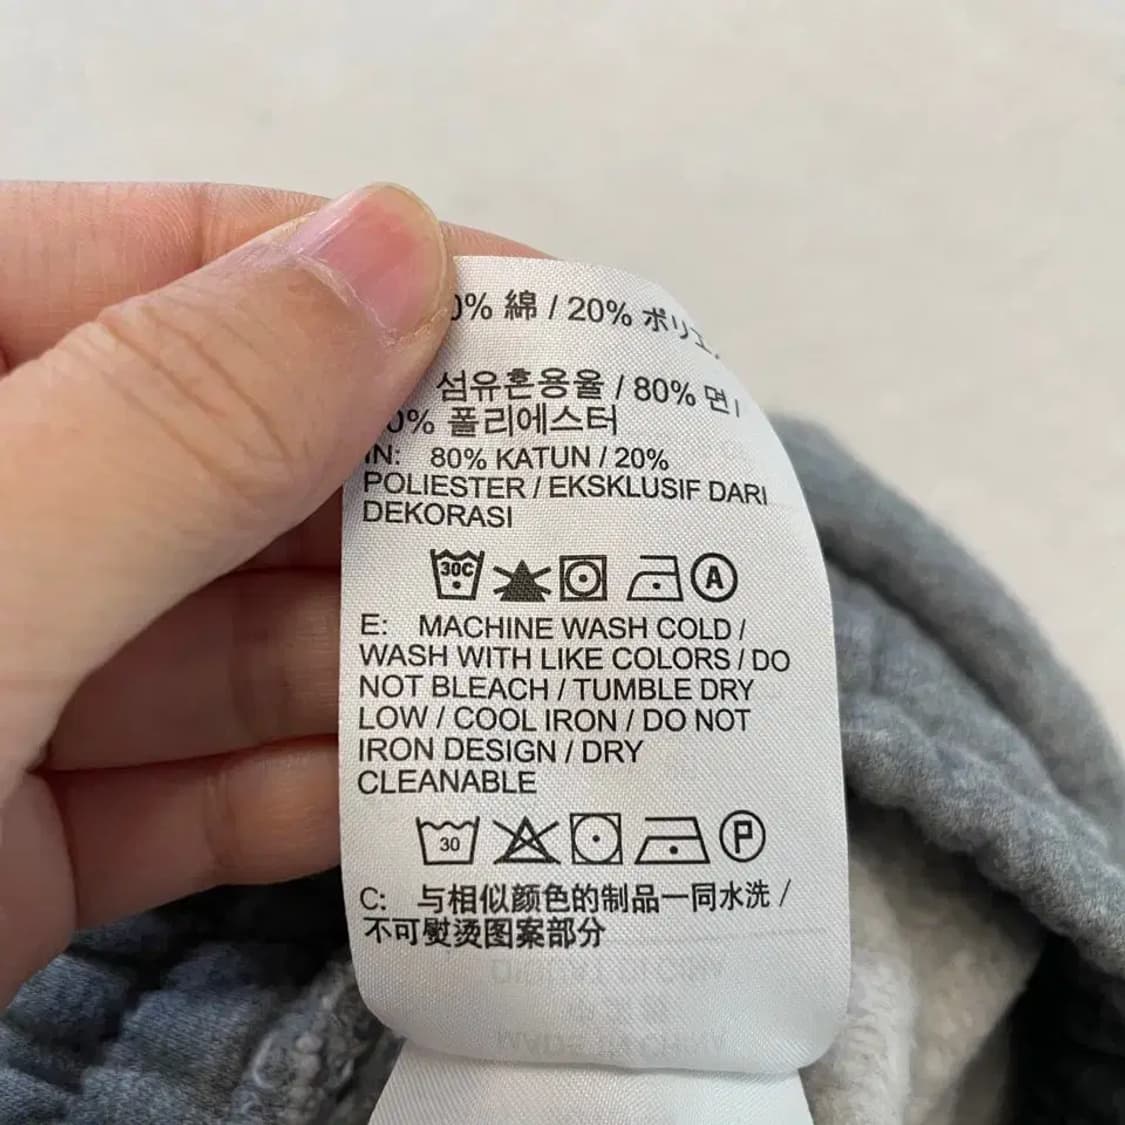 0% 綿 / 20%
섬유혼용율 / 80% 면 /
0% 폴리에스터
IN: 80% KATUN / 20%
POLIESTER / EKSKLUSIF DARI
DEKORASI
30C A
E: MACHINE WASH COLD /
WASH WITH LIKE COLORS / DO
NOT BLEACH / TUMBLE DRY
LOW / COOL IRON / DO NOT
IRON DESIGN / DRY
CLEANABLE
30 P
C: 与相似颜色的制品一同水洗 /
不可熨烫图案部分